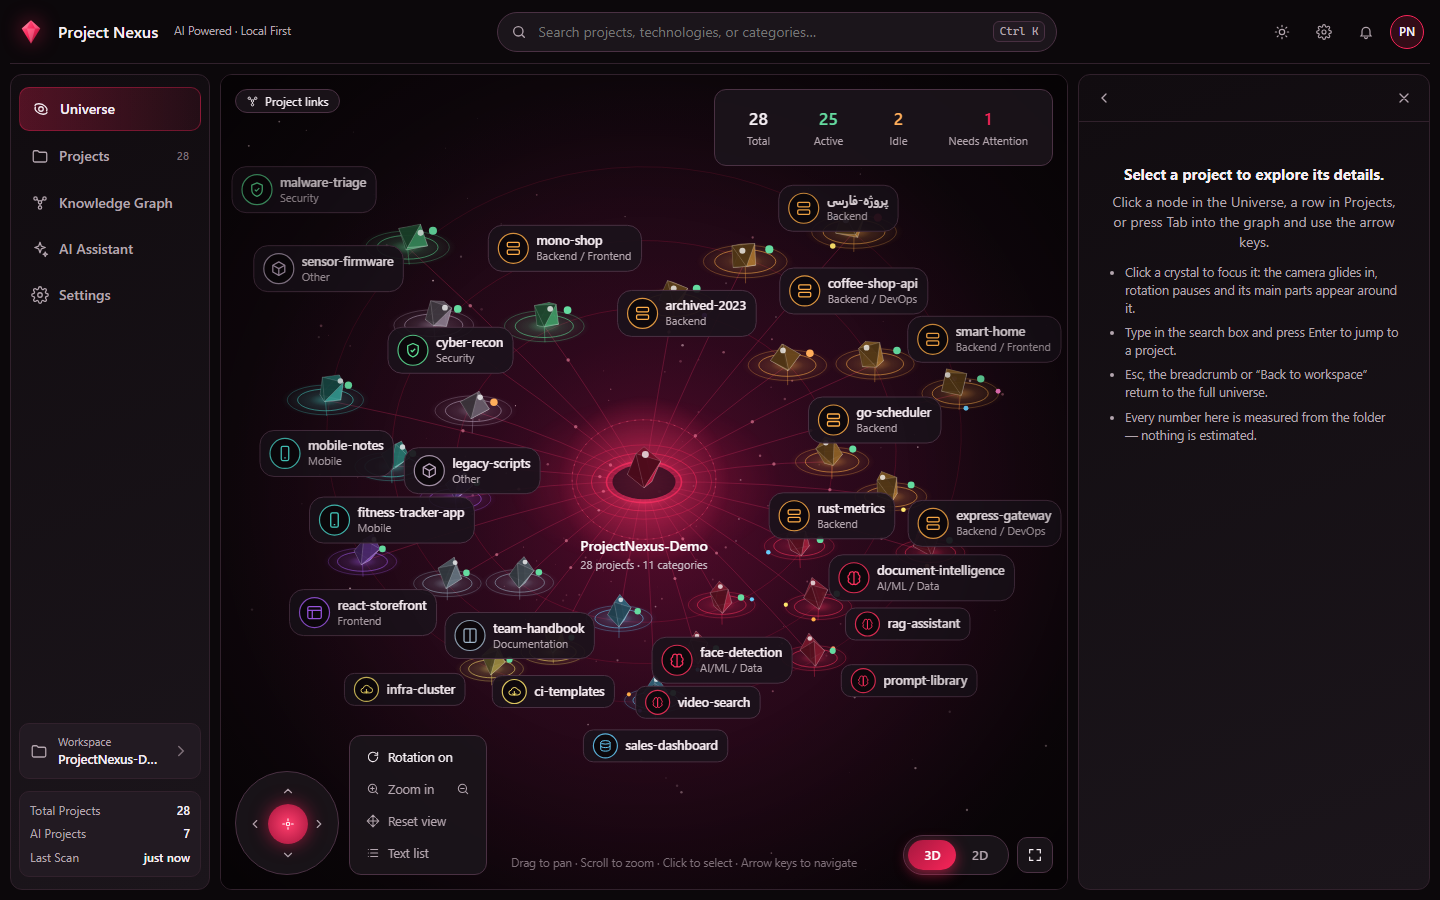 Project Nexus
AI Powered · Local First
Search projects, technologies, or categories...
Ctrl K
PN
Universe
Projects
28
Knowledge Graph
AI Assistant
Settings
Workspace
ProjectNexus-D...
Total Projects
28
AI Projects
7
Last Scan
just now
Project links
28
Total
25
Active
2
Idle
1
Needs Attention
malware-triage
Security
پروژه-فارسی
Backend
mono-shop
Backend / Frontend
sensor-firmware
Other
coffee-shop-api
Backend / DevOps
archived-2023
Backend
smart-home
Backend / Frontend
cyber-recon
Security
go-scheduler
Backend
mobile-notes
Mobile
legacy-scripts
Other
fitness-tracker-app
Mobile
rust-metrics
Backend
express-gateway
Backend / DevOps
ProjectNexus-Demo
28 projects · 11 categories
document-intelligence
AI/ML / Data
react-storefront
Frontend
rag-assistant
team-handbook
Documentation
face-detection
AI/ML / Data
prompt-library
infra-cluster
ci-templates
video-search
sales-dashboard
Rotation on
Zoom in
Reset view
Text list
Drag to pan · Scroll to zoom · Click to select · Arrow keys to navigate
3D
2D
Select a project to explore its details.
Click a node in the Universe, a row in Projects,
or press Tab into the graph and use the arrow
keys.
• Click a crystal to focus it: the camera glides in,
rotation pauses and its main parts appear around
it.
• Type in the search box and press Enter to jump to
a project.
• Esc, the breadcrumb or “Back to workspace”
return to the full universe.
• Every number here is measured from the folder
— nothing is estimated.